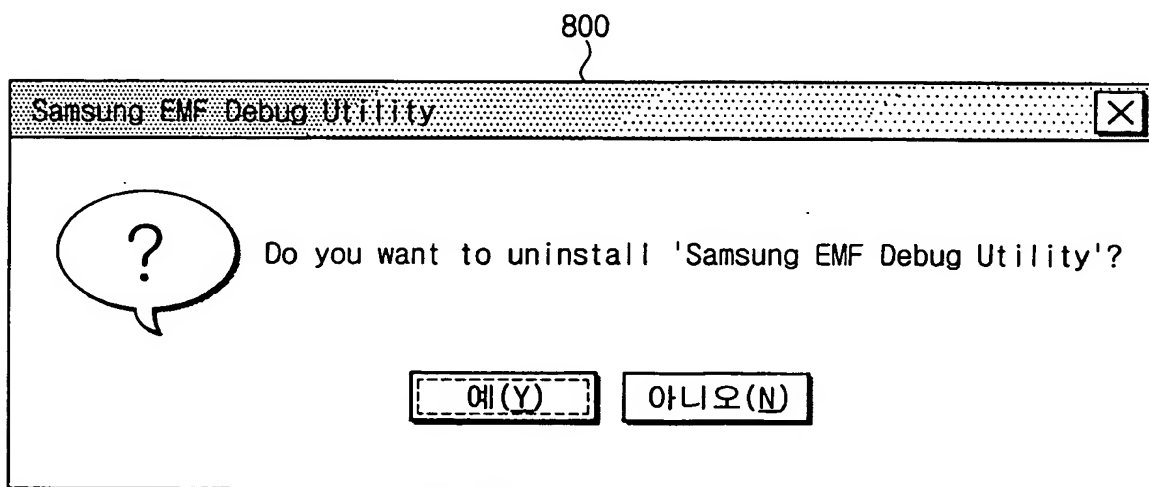 800
Samsung EMF Debug Utility
?
Do you want to uninstall 'Samsung EMF Debug Utility'?
예(Y) 아니오(N)